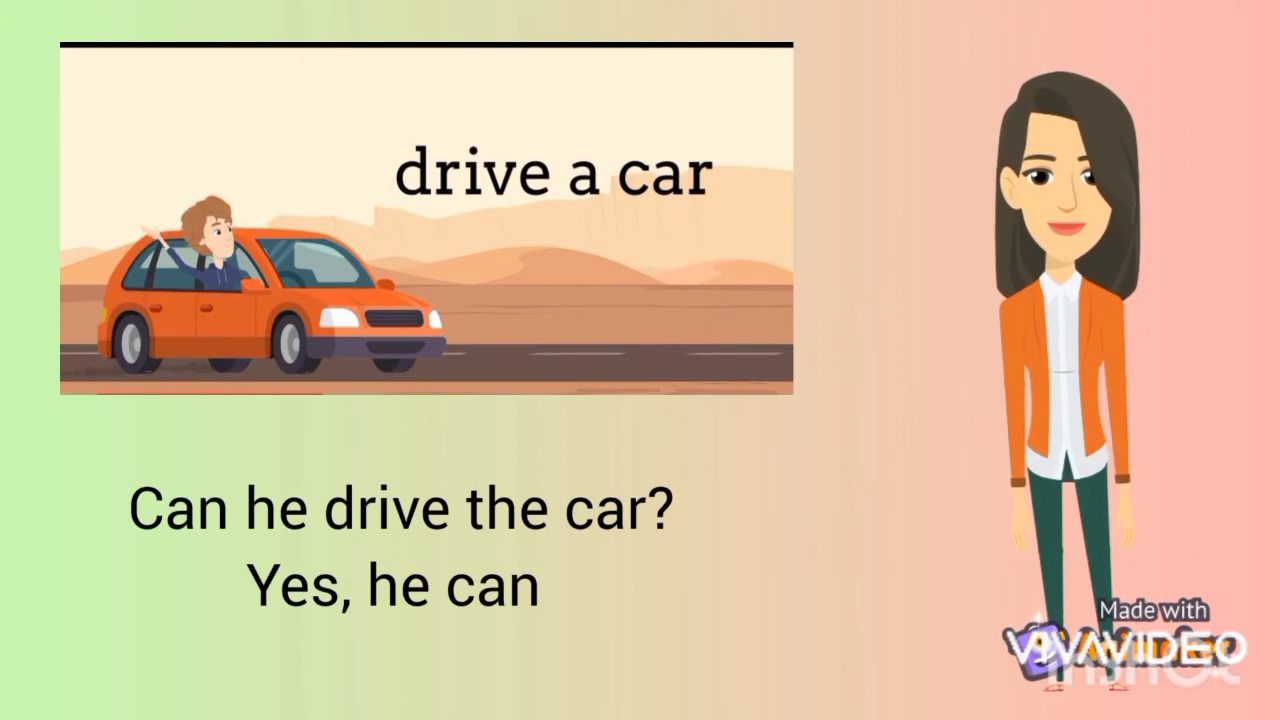 drive a car
Can he drive the car?
Yes, he can
Made with
VIVAVIDEO